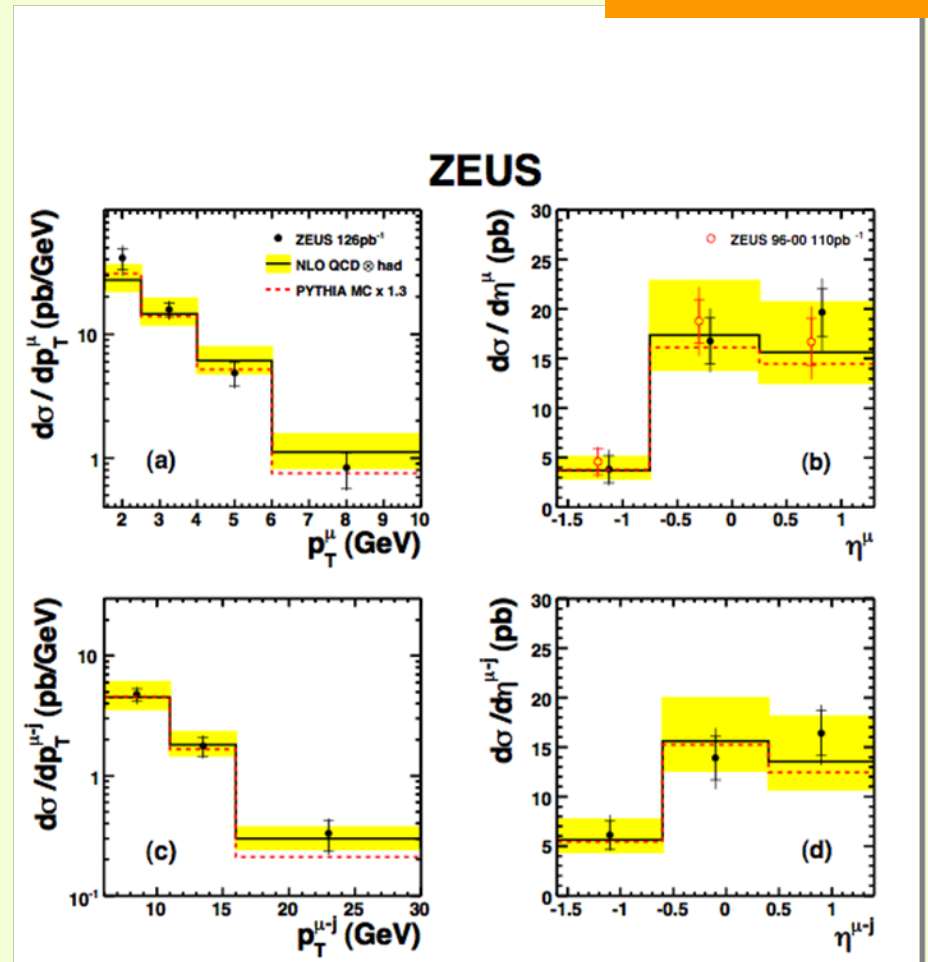 ZEUS
dσ / dp_T^μ (pb/GeV)
10
1
ZEUS 126pb⁻¹
NLO QCD ⊗ had
PYTHIA MC x 1.3
(a)
2 3 4 5 6 7 8 9 10
p_T^μ (GeV)
dσ / dη^μ (pb)
30
25
20
15
10
5
0
ZEUS 96-00 110pb ⁻¹
(b)
-1.5 -1 -0.5 0 0.5 1
η^μ
dσ /dp_T^μ-j (pb/GeV)
10
1
10⁻¹
(c)
10 15 20 25 30
p_T^μ-j (GeV)
dσ /dη^μ-j (pb)
30
25
20
15
10
5
0
(d)
-1.5 -1 -0.5 0 0.5 1
η^μ-j